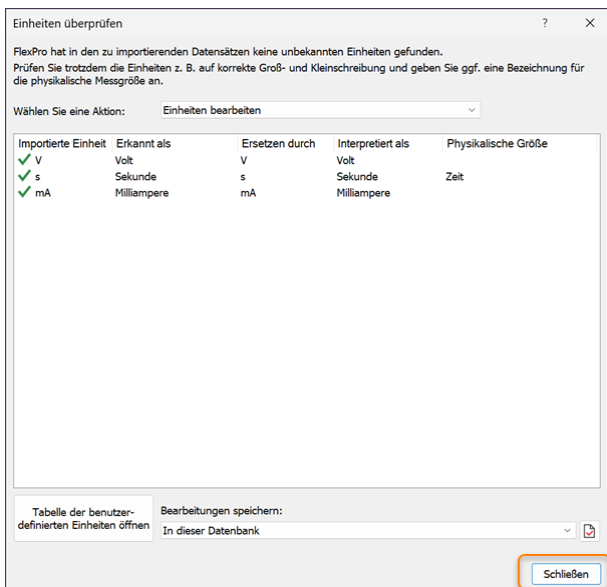 Einheiten überprüfen ?
FlexPro hat in den zu importierenden Datensätzen keine unbekannten Einheiten gefunden.
Prüfen Sie trotzdem die Einheiten z. B. auf korrekte Groß- und Kleinschreibung und geben Sie ggf. eine Bezeichnung für
die physikalische Messgröße an.
Wählen Sie eine Aktion: Einheiten bearbeiten
Importierte Einheit Erkannt als Ersetzen durch Interpretiert als Physikalische Größe
V Volt V Volt
s Sekunde s Sekunde Zeit
mA Milliampere mA Milliampere
Tabelle der benutzer-
definierten Einheiten öffnen
Bearbeitungen speichern:
In dieser Datenbank
Schließen